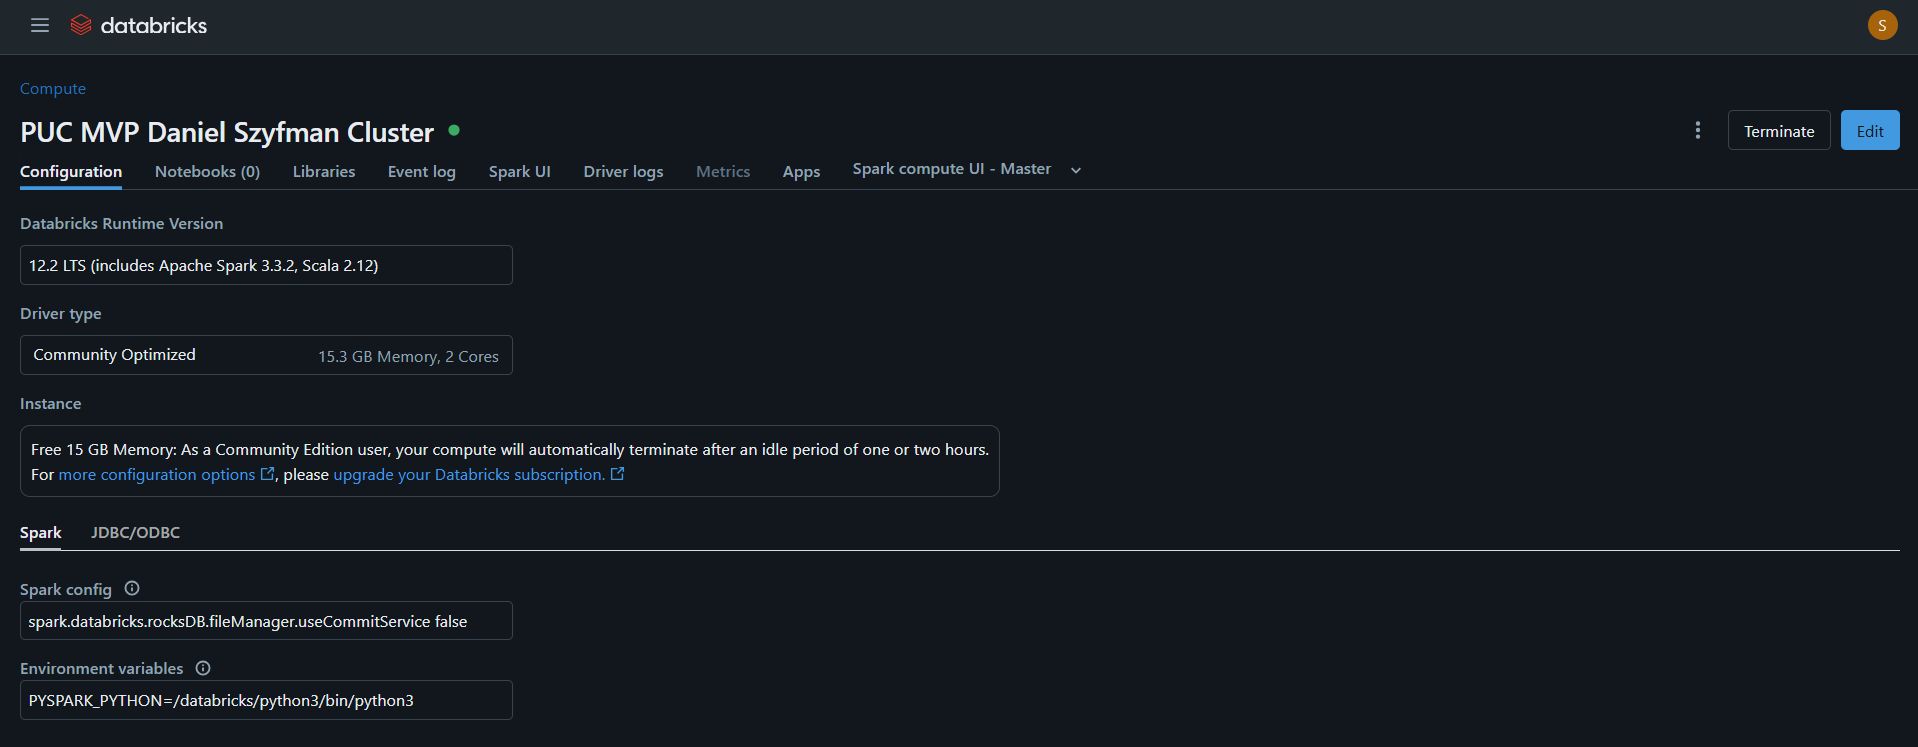 databricks
S
Compute
PUC MVP Daniel Szyfman Cluster
Terminate
Edit
Configuration Notebooks (0) Libraries Event log Spark UI Driver logs Metrics Apps Spark compute UI - Master
Databricks Runtime Version
12.2 LTS (includes Apache Spark 3.3.2, Scala 2.12)
Driver type
Community Optimized 15.3 GB Memory, 2 Cores
Instance
Free 15 GB Memory: As a Community Edition user, your compute will automatically terminate after an idle period of one or two hours.
For more configuration options, please upgrade your Databricks subscription.
Spark JDBC/ODBC
Spark config
spark.databricks.rocksDB.fileManager.useCommitService false
Environment variables
PYSPARK_PYTHON=/databricks/python3/bin/python3